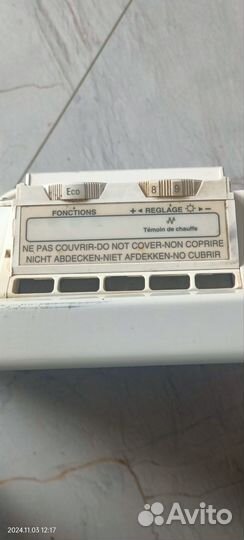 Eco
8 9
FONCTIONS
+◄ REGLAGE ☼ ►−
Témoin de chauffe
NE PAS COUVRIR-DO NOT COVER-NON COPRIRE
NICHT ABDECKEN-NIET AFDEKKEN-NO CUBRIR
2024.11.03 12:17
Avito